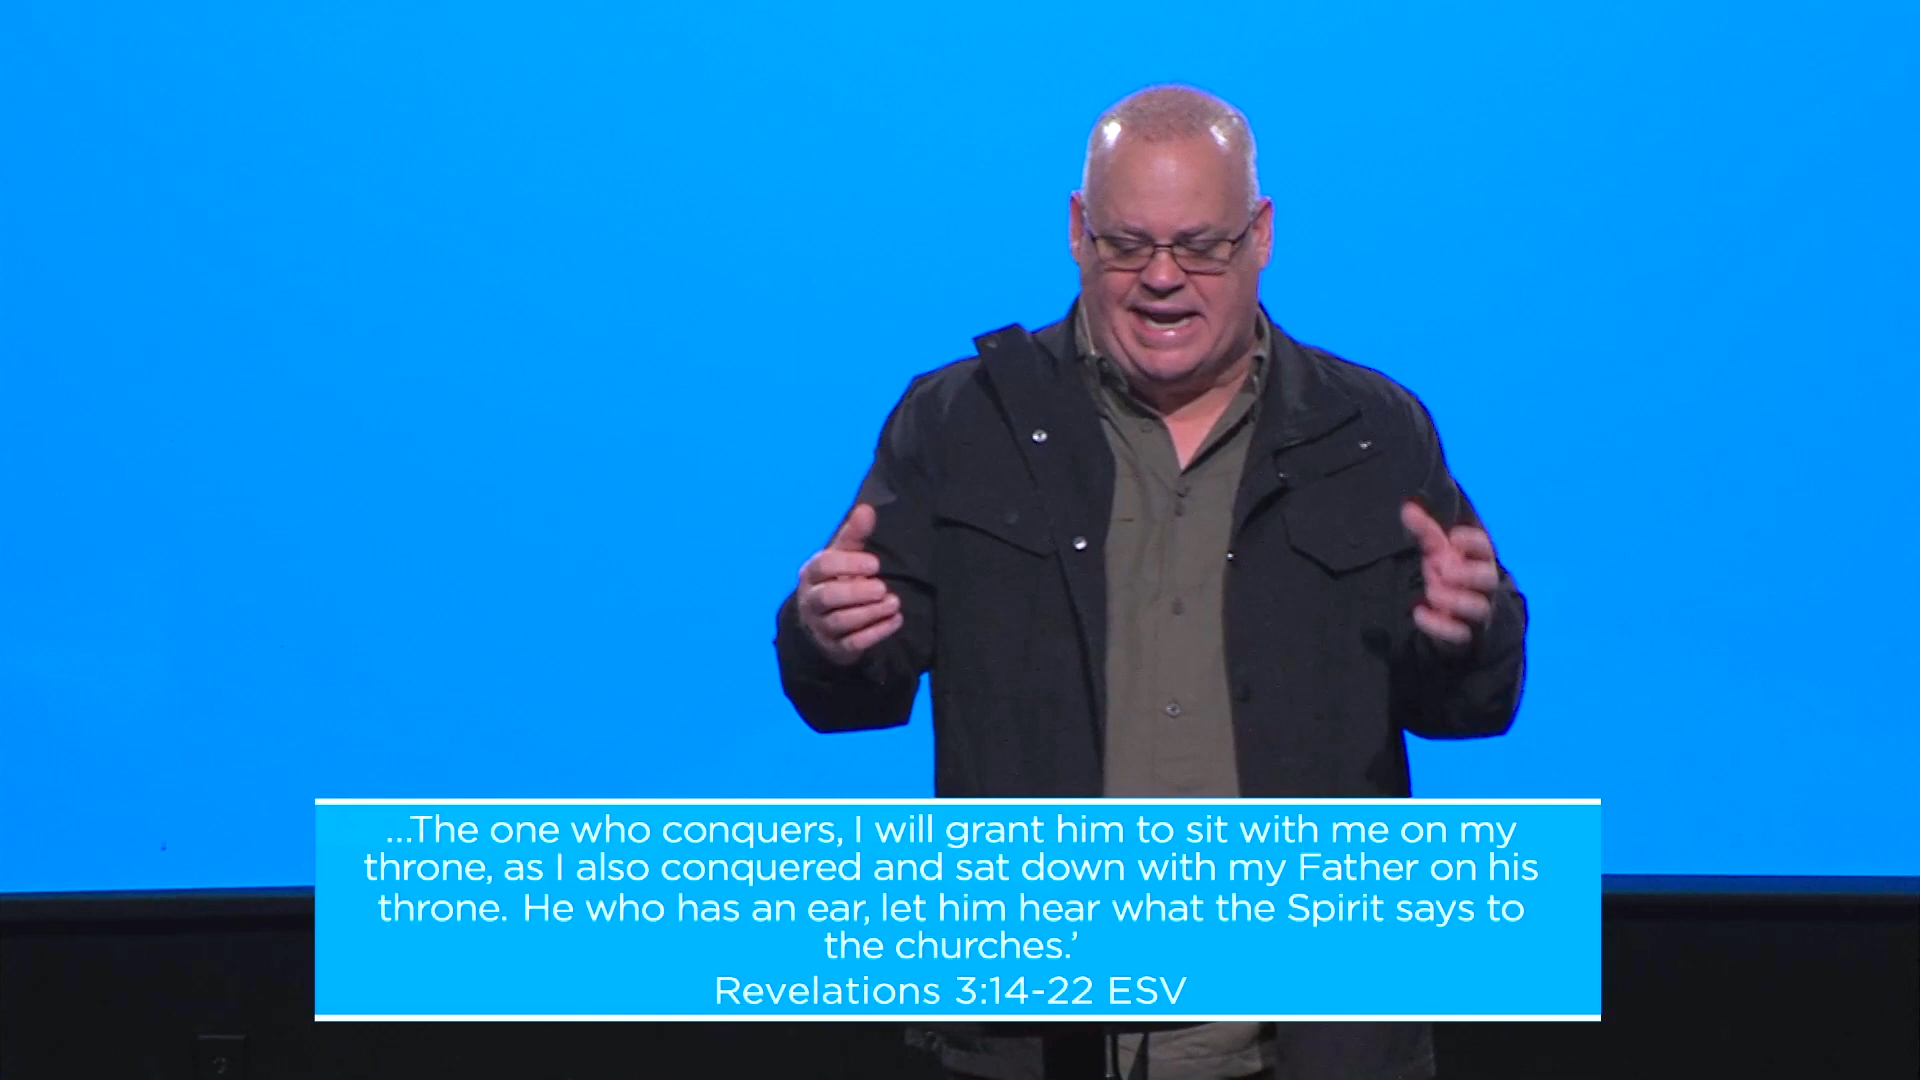 ...The one who conquers, I will grant him to sit with me on my
throne, as I also conquered and sat down with my Father on his
throne. He who has an ear, let him hear what the Spirit says to
the churches.’
Revelations 3:14-22 ESV